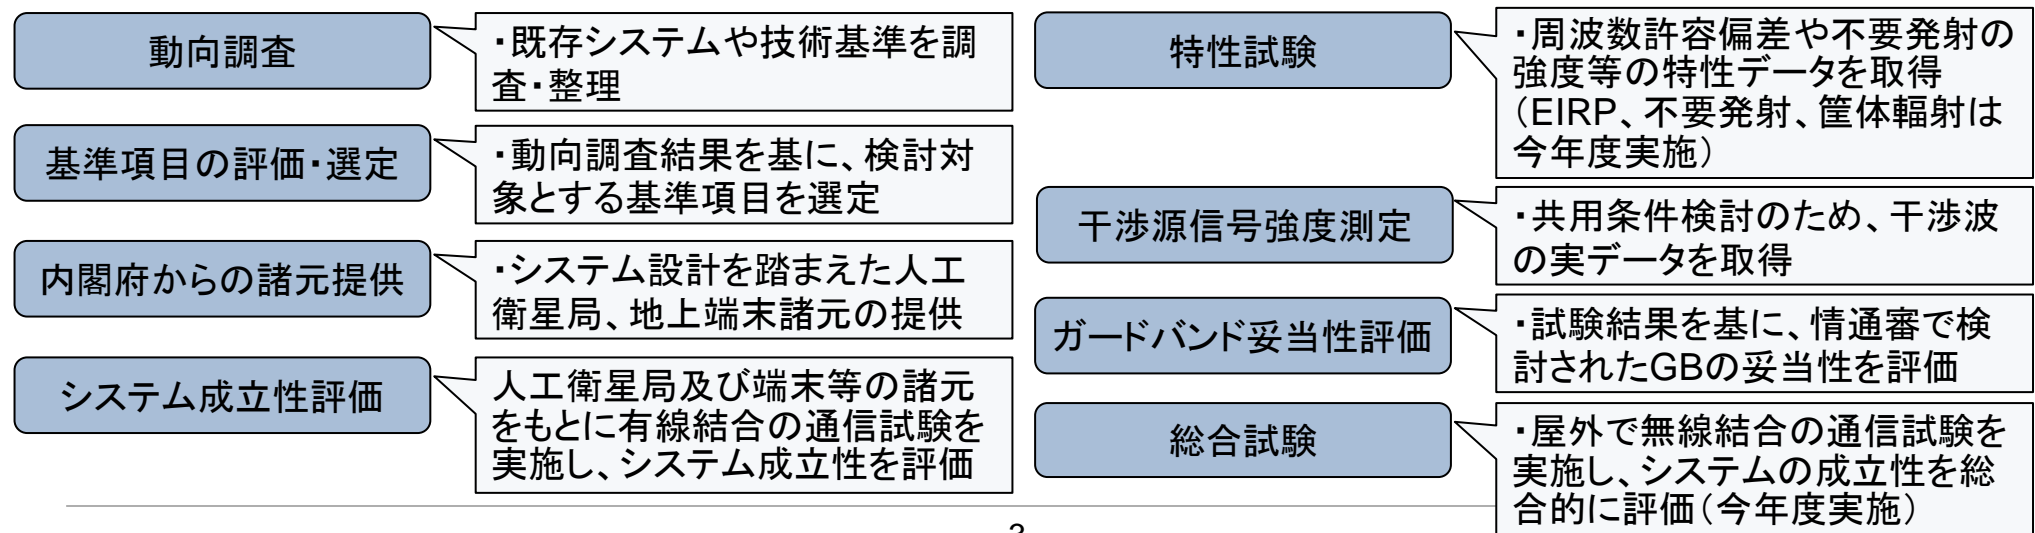 動向調査
・既存システムや技術基準を調
査・整理
基準項目の評価・選定
・動向調査結果を基に、検討対
象とする基準項目を選定
内閣府からの諸元提供
・システム設計を踏まえた人工
衛星局、地上端末諸元の提供
システム成立性評価
人工衛星局及び端末等の諸元
をもとに有線結合の通信試験を
実施し、システム成立性を評価
特性試験
・周波数許容偏差や不要発射の
強度等の特性データを取得
（EIRP、不要発射、筐体輻射は
今年度実施）
干渉源信号強度測定
・共用条件検討のため、干渉波
の実データを取得
ガードバンド妥当性評価
・試験結果を基に、情通審で検
討されたGBの妥当性を評価
総合試験
・屋外で無線結合の通信試験を
実施し、システムの成立性を総
合的に評価（今年度実施）